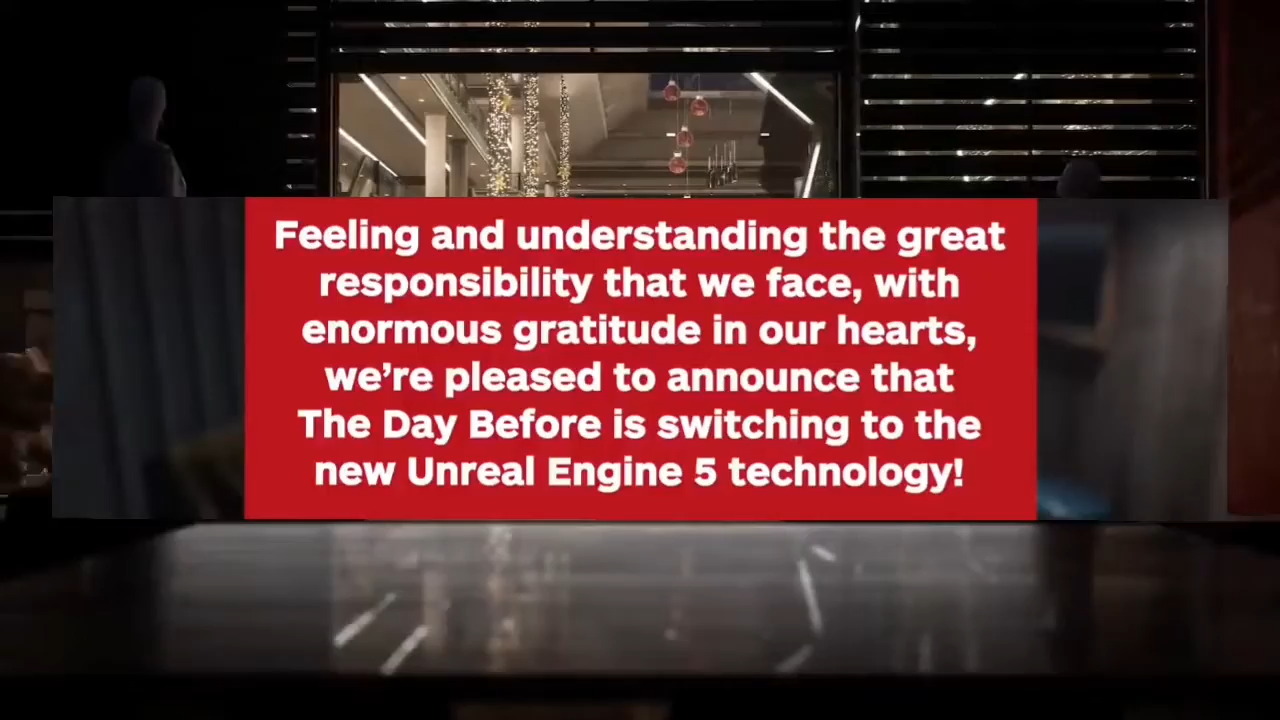 Feeling and understanding the great
responsibility that we face, with
enormous gratitude in our hearts,
we're pleased to announce that
The Day Before is switching to the
new Unreal Engine 5 technology!